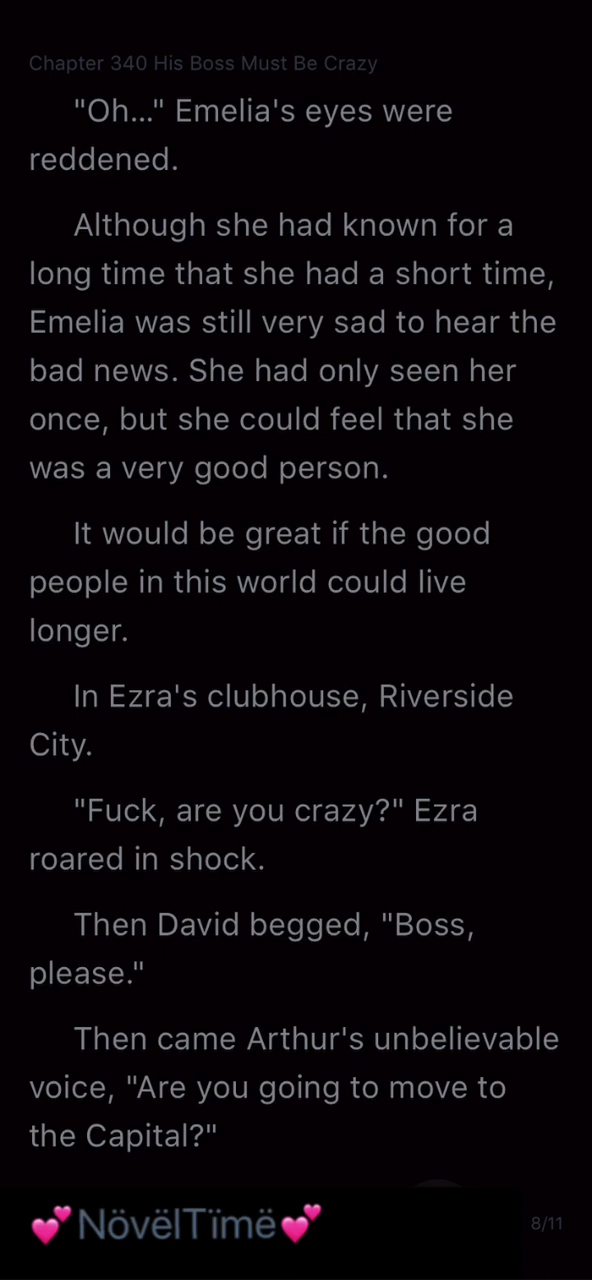 Chapter 340 His Boss Must Be Crazy
"Oh..." Emelia's eyes were
reddened.
Although she had known for a
long time that she had a short time,
Emelia was still very sad to hear the
bad news. She had only seen her
once, but she could feel that she
was a very good person.
It would be great if the good
people in this world could live
longer.
In Ezra's clubhouse, Riverside
City.
"Fuck, are you crazy?" Ezra
roared in shock.
Then David begged, "Boss,
please."
Then came Arthur's unbelievable
voice, "Are you going to move to
the Capital?"
💕NövëlTïmë💕
8/11